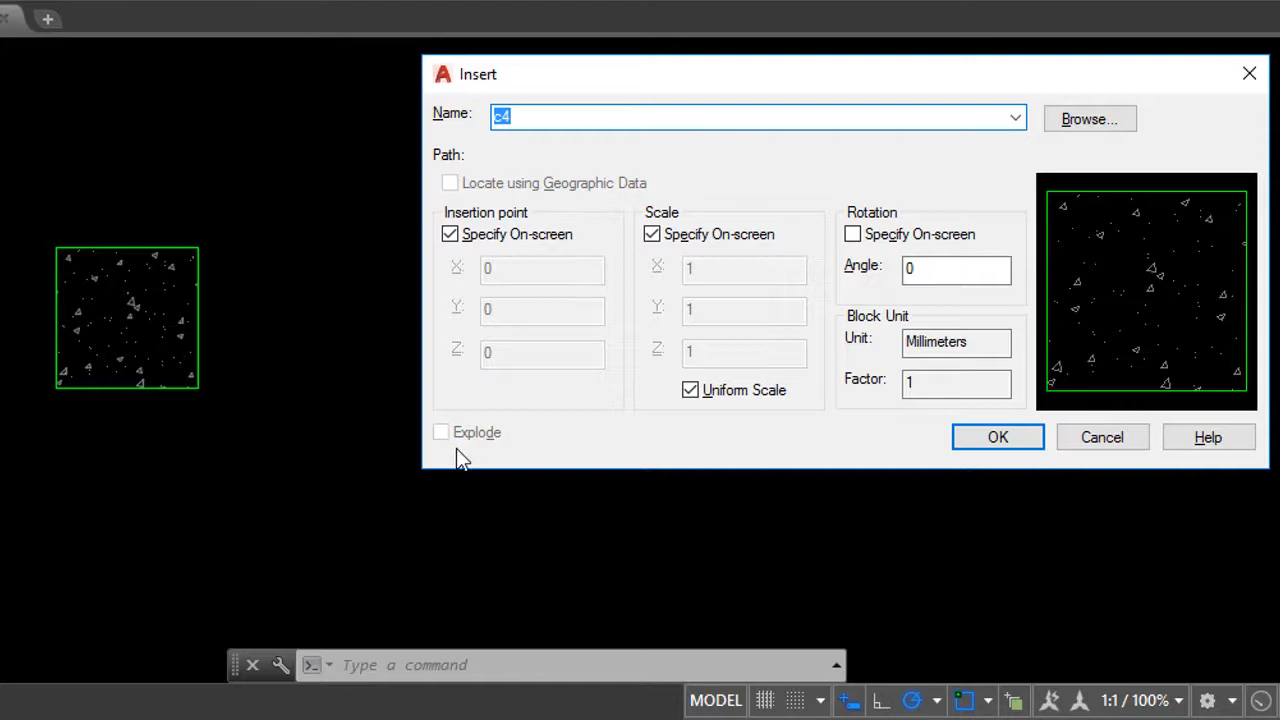 Insert
Name: c4 Browse...
Path:
Locate using Geographic Data
Insertion point Scale Rotation
Specify On-screen Specify On-screen Specify On-screen
X: 0 X: 1 Angle: 0
Y: 0 Y: 1 Block Unit
Unit: Millimeters
Z: 0 Z: 1 Factor: 1
Uniform Scale
Explode OK Cancel Help
Type a command
MODEL 1:1 / 100%